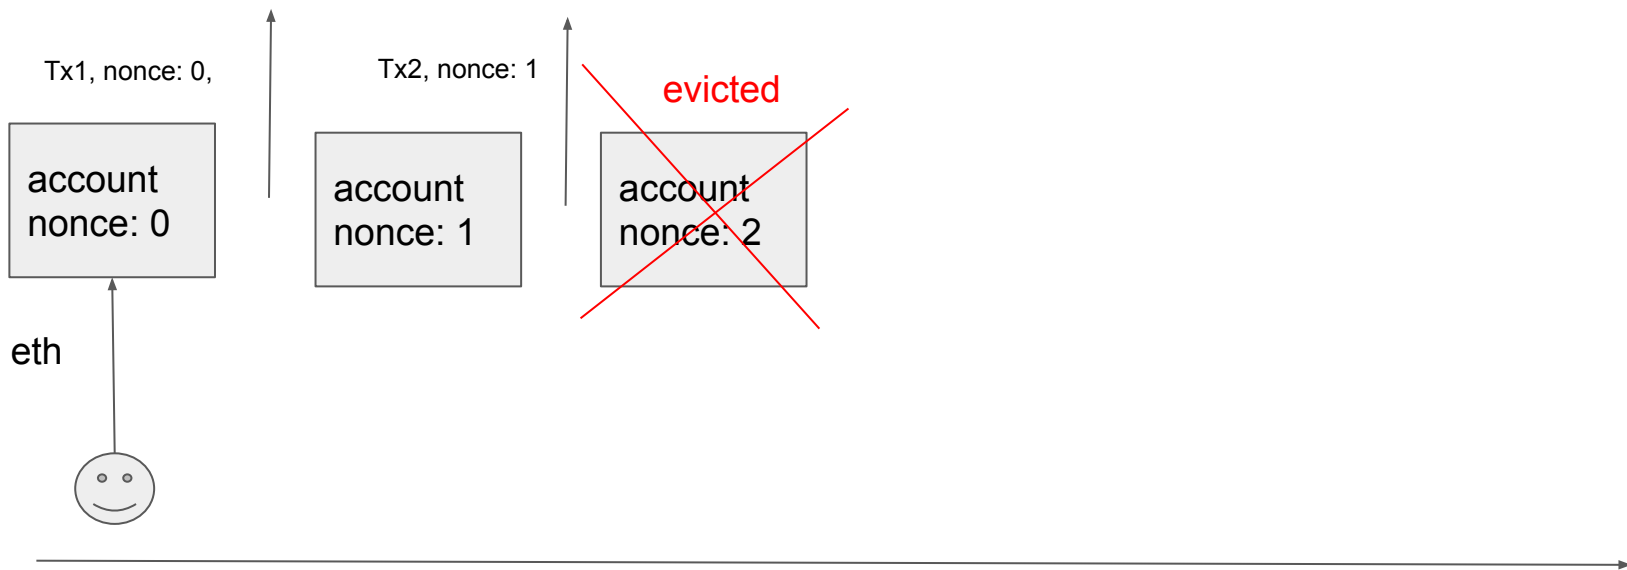 Tx1, nonce: 0,
Tx2, nonce: 1
evicted
account
nonce: 0
account
nonce: 1
account
nonce: 2
eth